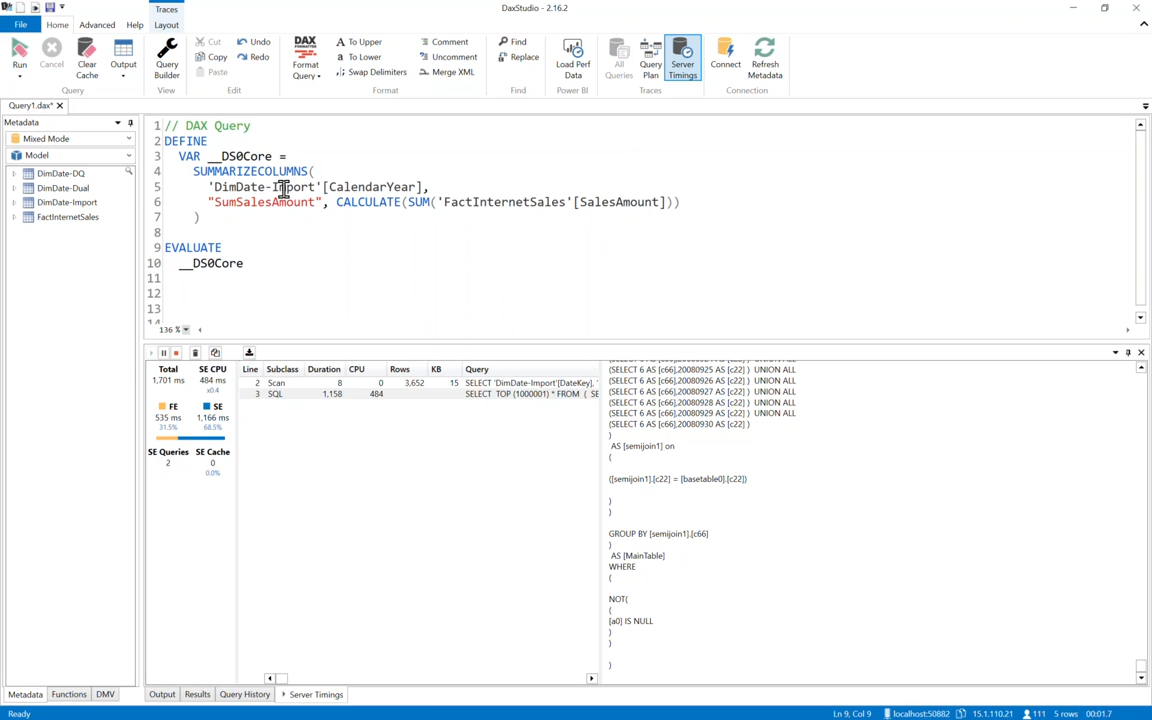 Traces
DaxStudio - 2.16.2
File Home Advanced Help Layout
Run
Cancel
Clear Cache
Output
Query
Query Builder
View
Cut
Copy
Paste
Undo
Redo
Edit
DAX
FORMATTER
Format Query
To Upper
To Lower
Swap Delimiters
Comment
Uncomment
Merge XML
Format
Find
Replace
Find
Load Perf Data
Power BI
All Queries
Query Plan
Server Timings
Traces
Connect
Refresh Metadata
Connection
Query1.dax*
Metadata
Mixed Mode
Model
DimDate-DQ
DimDate-Dual
DimDate-Import
FactInternetSales
1 // DAX Query
2 DEFINE
3 VAR __DS0Core =
4 SUMMARIZECOLUMNS(
5 'DimDate-Import'[CalendarYear],
6 "SumSalesAmount", CALCULATE(SUM('FactInternetSales'[SalesAmount]))
7 )
8
9 EVALUATE
10 __DS0Core
11
12
13
14
136 %
Total SE CPU
1,701 ms 484 ms
x0.4
FE SE
535 ms 1,166 ms
31.5% 68.5%
SE Queries SE Cache
2 0
0.0%
Line Subclass Duration CPU Rows KB Query
2 Scan 8 0 3,652 15 SELECT 'DimDate-Import'[DateKey], '
3 SQL 1,158 484 SELECT TOP (1000001) * FROM ( SE
(SELECT 6 AS [c66],20080924 AS [c22] ) UNION ALL
(SELECT 6 AS [c66],20080925 AS [c22] ) UNION ALL
(SELECT 6 AS [c66],20080926 AS [c22] ) UNION ALL
(SELECT 6 AS [c66],20080927 AS [c22] ) UNION ALL
(SELECT 6 AS [c66],20080928 AS [c22] ) UNION ALL
(SELECT 6 AS [c66],20080929 AS [c22] ) UNION ALL
(SELECT 6 AS [c66],20080930 AS [c22] )
)
AS [semijoin1] on
(
([semijoin1].[c22] = [basetable0].[c22])
)
)
GROUP BY [semijoin1].[c66]
)
AS [MainTable]
WHERE
(
NOT(
(
[a0] IS NULL
)
)
)
Metadata Functions DMV
Output Results Query History Server Timings
Ready
Ln 9, Col 9 localhost:50882 15.1.110.21 111 5 rows 00:01.7